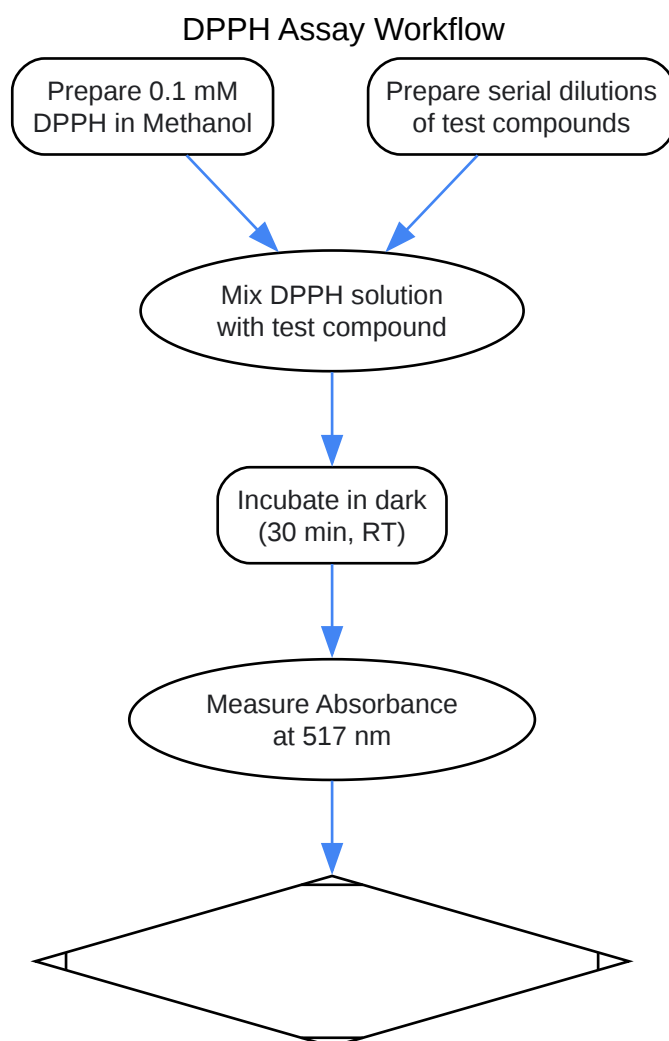 DPPH Assay Workflow
Prepare 0.1 mM
DPPH in Methanol
Prepare serial dilutions
of test compounds
Mix DPPH solution
with test compound
Incubate in dark
(30 min, RT)
Measure Absorbance
at 517 nm